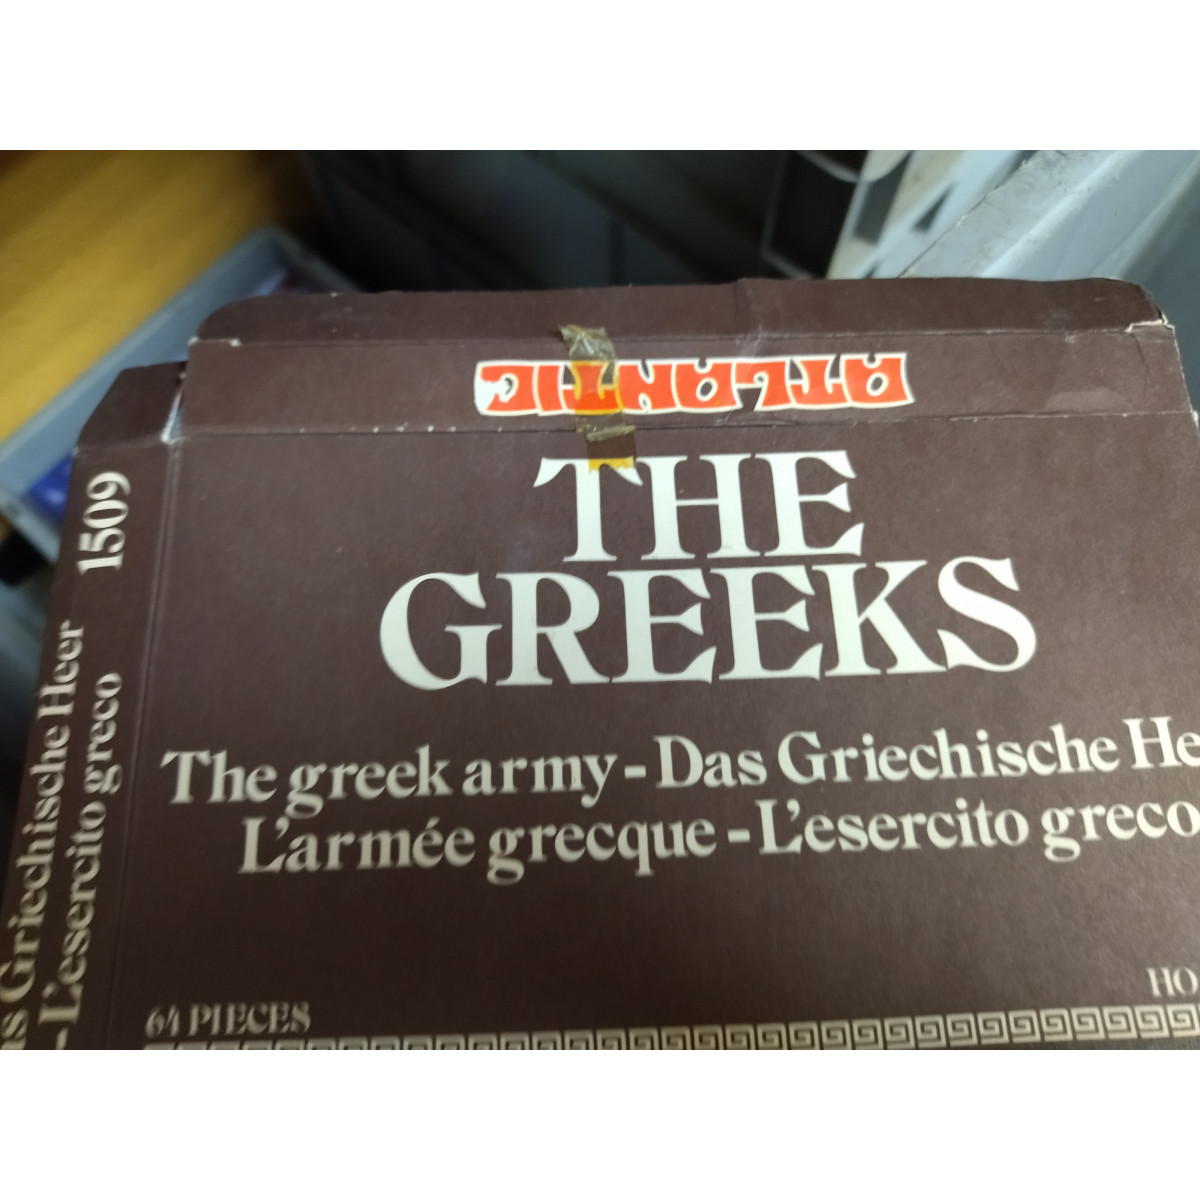 ATLANTIC
THE
GREEKS
The greek army - Das Griechische He
L'armée grecque - L'esercito greco
64 PIECES
HO
1509
Griechische Heer
- L'esercito greco